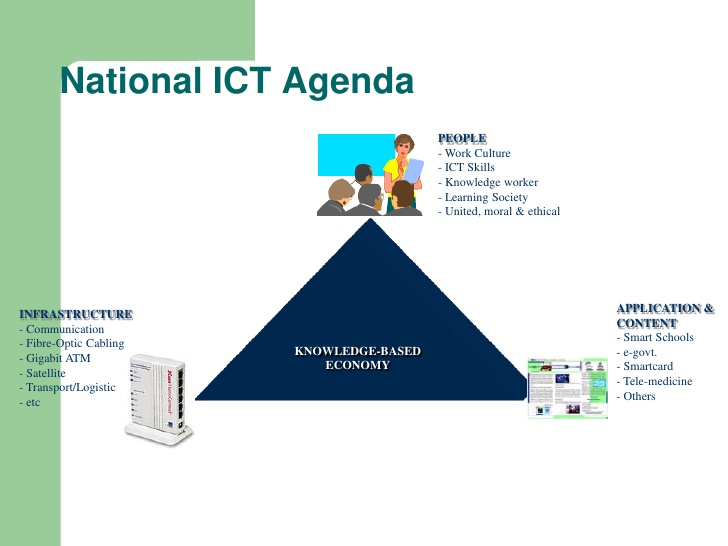 National ICT Agenda
PEOPLE
- Work Culture
- ICT Skills
- Knowledge worker
- Learning Society
- United, moral & ethical
INFRASTRUCTURE
- Communication
- Fibre-Optic Cabling
- Gigabit ATM
- Satellite
- Transport/Logistic
- etc
KNOWLEDGE-BASED
ECONOMY
APPLICATION &
CONTENT
- Smart Schools
- e-govt.
- Smartcard
- Tele-medicine
- Others